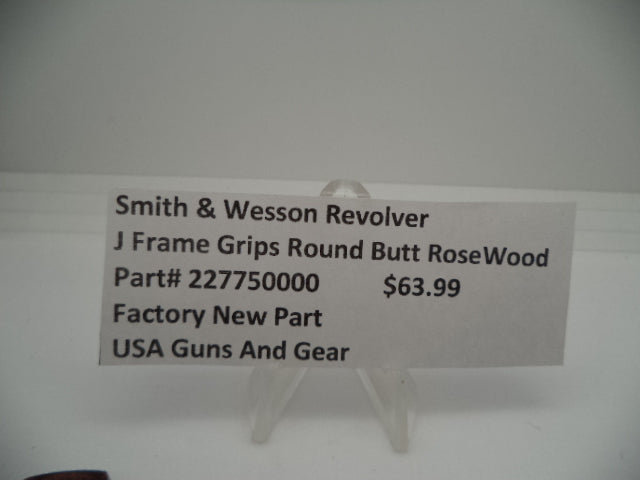 Smith & Wesson Revolver
J Frame Grips Round Butt RoseWood
Part# 227750000 $63.99
Factory New Part
USA Guns And Gear